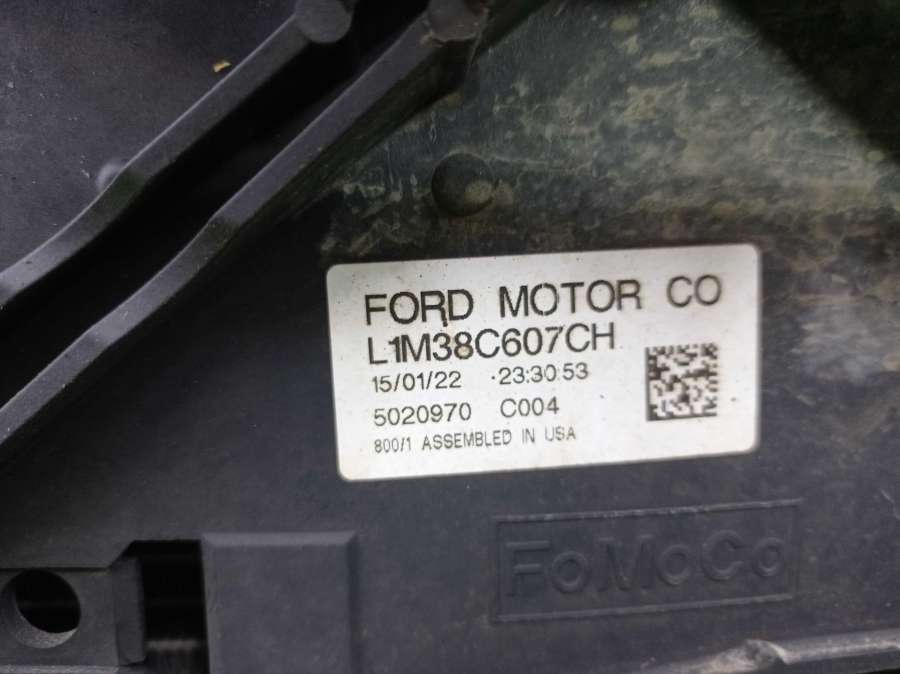 FORD MOTOR CO
L1M38C607CH
15/01/22 ·23:30:53
5020970 C004
800/1 ASSEMBLED IN USA
FoMoCo